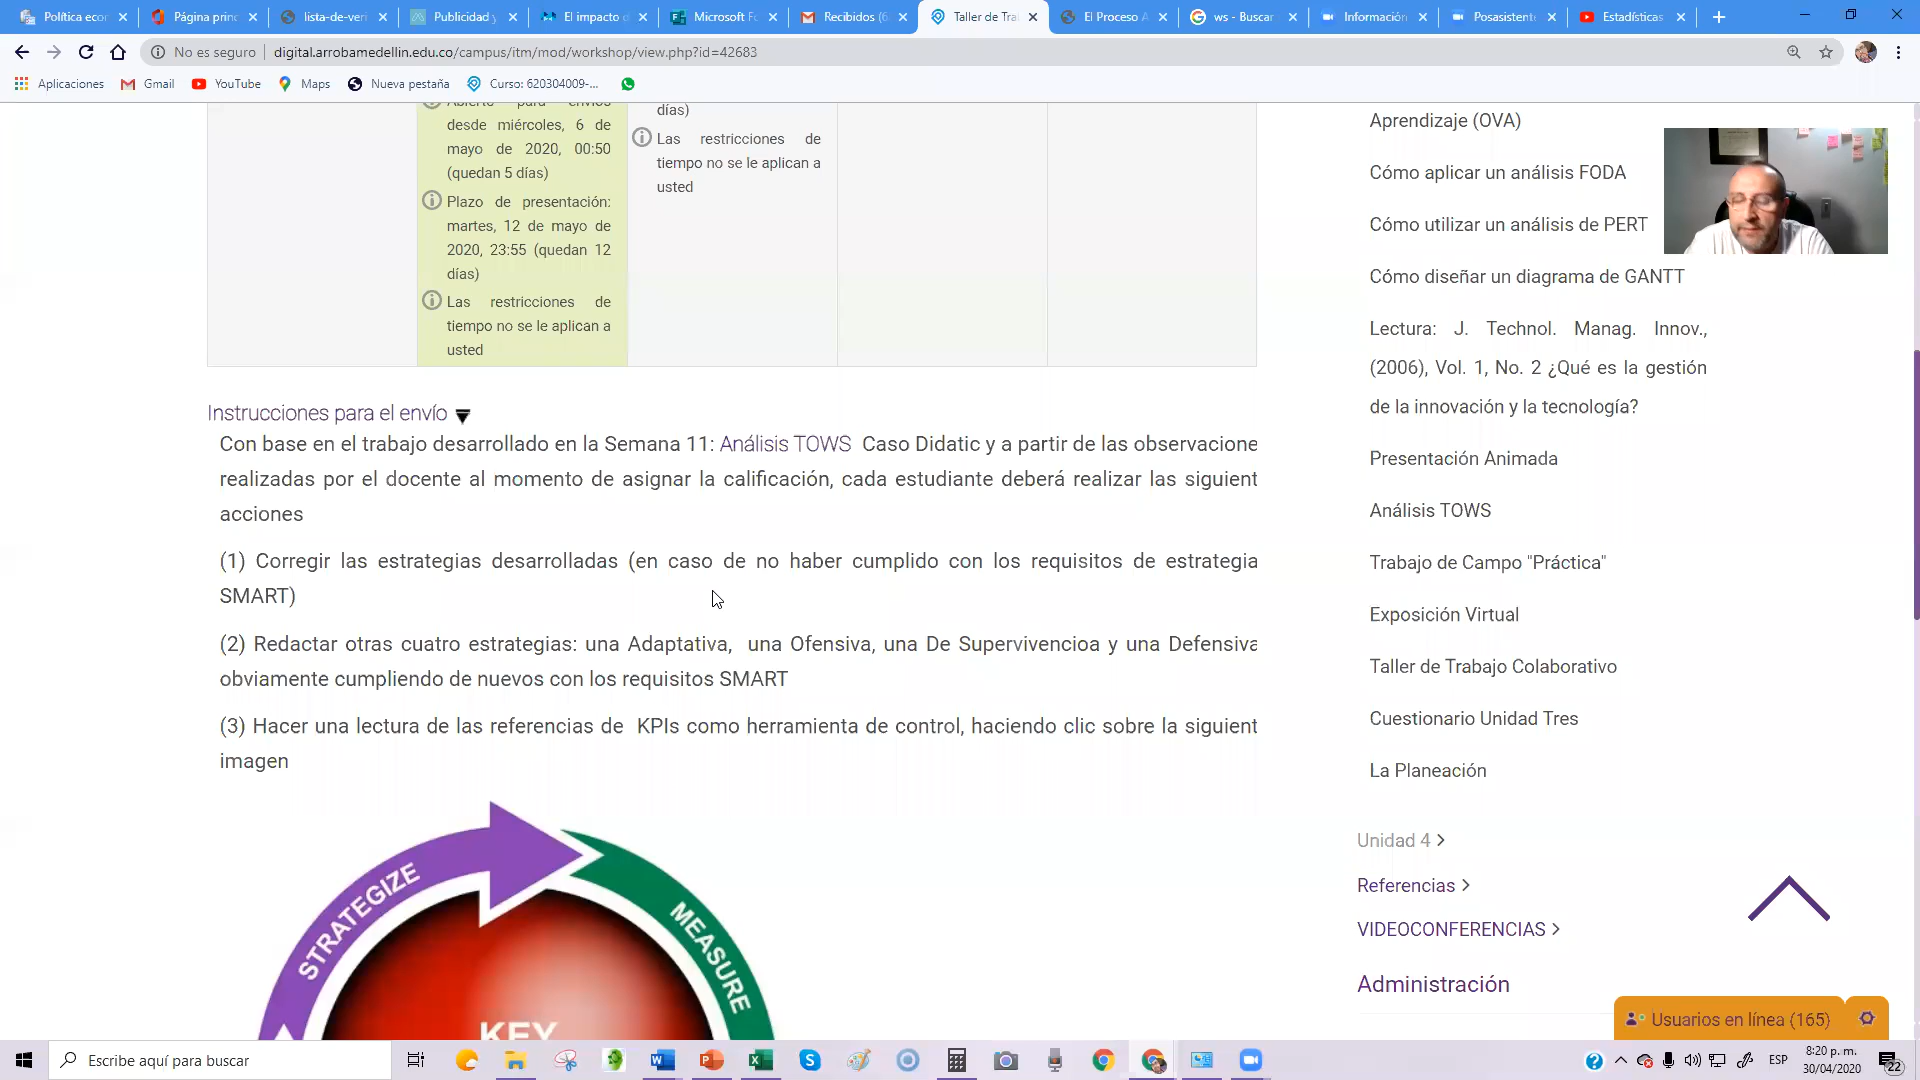 Política econ
Página princ
lista-de-veri
Publicidad y
El impacto d
Microsoft Fo
Recibidos (6
Taller de Tra
El Proceso A
ws - Buscar
Información
Posasistente
Estadísticas
No es seguro
digital.arrobamedellin.edu.co/campus/itm/mod/workshop/view.php?id=42683
Aplicaciones
Gmail
YouTube
Maps
Nueva pestaña
Curso: 620304009-...
Abierto para envíos
desde miércoles, 6 de
mayo de 2020, 00:50
(quedan 5 días)
Plazo de presentación:
martes, 12 de mayo de
2020, 23:55 (quedan 12
días)
Las restricciones de
tiempo no se le aplican a
usted
días)
Las restricciones de
tiempo no se le aplican a
usted
Instrucciones para el envío
Con base en el trabajo desarrollado en la Semana 11: Análisis TOWS Caso Didatic y a partir de las observacione
realizadas por el docente al momento de asignar la calificación, cada estudiante deberá realizar las siguient
acciones
(1) Corregir las estrategias desarrolladas (en caso de no haber cumplido con los requisitos de estrategia
SMART)
(2) Redactar otras cuatro estrategias: una Adaptativa, una Ofensiva, una De Supervivencioa y una Defensiva
obviamente cumpliendo de nuevos con los requisitos SMART
(3) Hacer una lectura de las referencias de KPIs como herramienta de control, haciendo clic sobre la siguient
imagen
STRATEGIZE
MEASURE
KEY
Aprendizaje (OVA)
Cómo aplicar un análisis FODA
Cómo utilizar un análisis de PERT
Cómo diseñar un diagrama de GANTT
Lectura: J. Technol. Manag. Innov.,
(2006), Vol. 1, No. 2 ¿Qué es la gestión
de la innovación y la tecnología?
Presentación Animada
Análisis TOWS
Trabajo de Campo "Práctica"
Exposición Virtual
Taller de Trabajo Colaborativo
Cuestionario Unidad Tres
La Planeación
Unidad 4
Referencias
VIDEOCONFERENCIAS
Administración
Usuarios en línea (165)
Escribe aquí para buscar
ESP
8:20 p. m.
30/04/2020
22